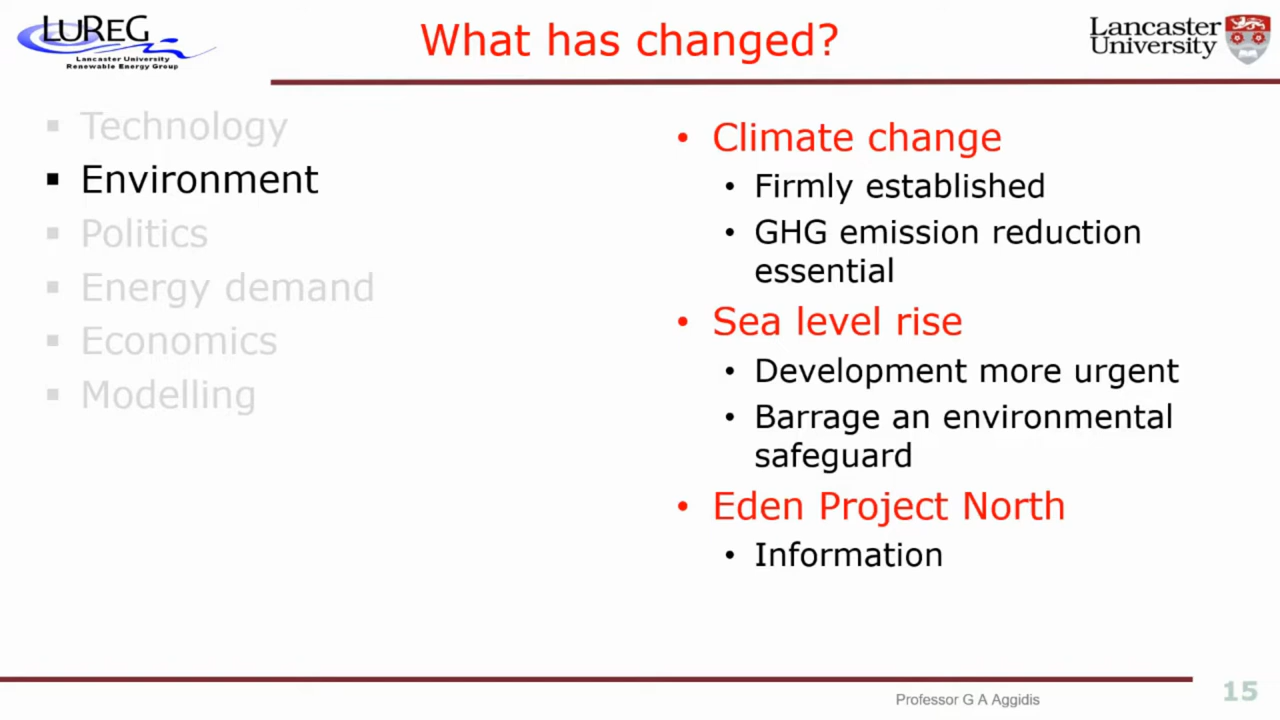 LUREG
Lancaster University
Renewable Energy Group
What has changed?
Lancaster
University
Technology
Environment
Politics
Energy demand
Economics
Modelling
• Climate change
• Firmly established
• GHG emission reduction
essential
• Sea level rise
• Development more urgent
• Barrage an environmental
safeguard
• Eden Project North
• Information
Professor G A Aggidis
15